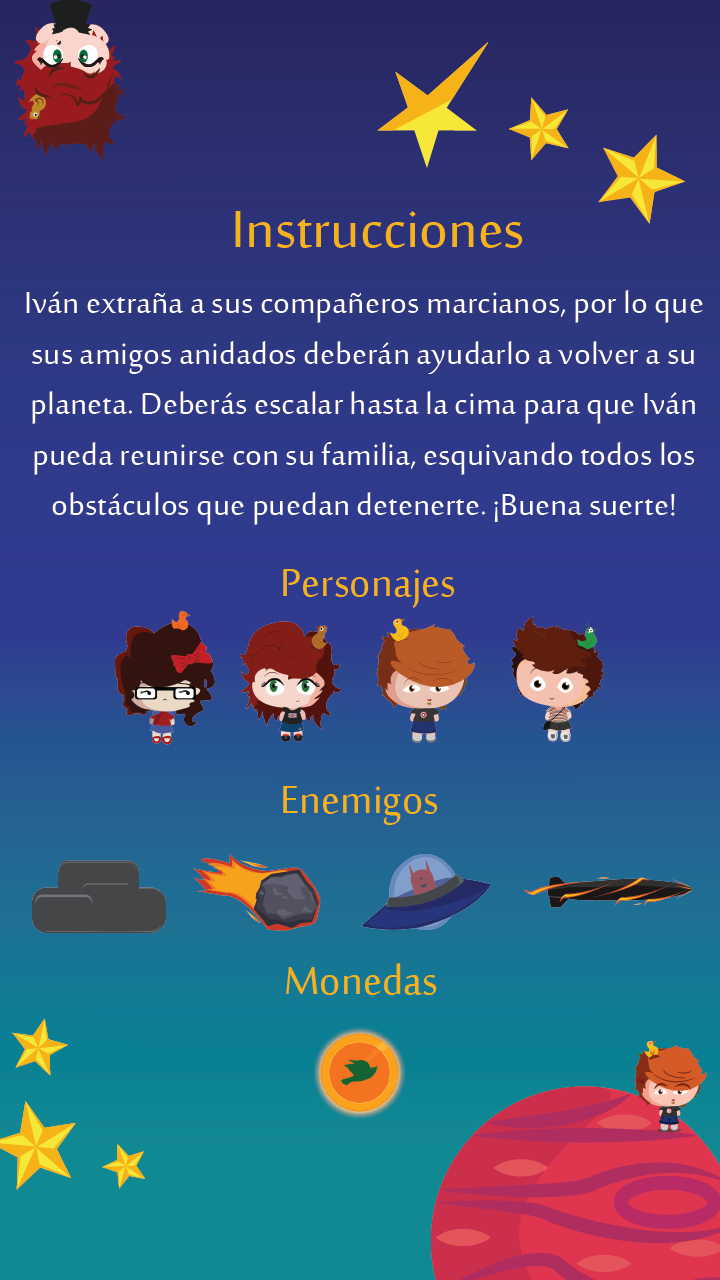 Instrucciones
Iván extraña a sus compañeros marcianos, por lo que
sus amigos anidados deberán ayudarlo a volver a su
planeta. Deberás escalar hasta la cima para que Iván
pueda reunirse con su familia, esquivando todos los
obstáculos que puedan detenerte. ¡Buena suerte!
Personajes
Enemigos
Monedas